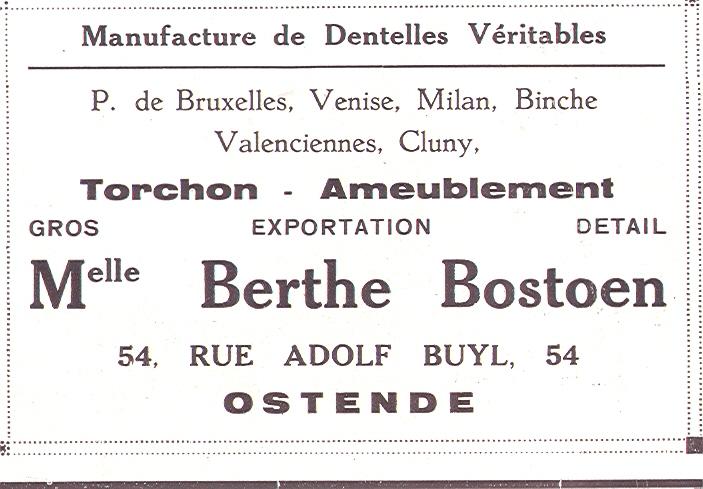 Manufacture de Dentelles Véritables
P. de Bruxelles, Venise, Milan, Binche
Valenciennes, Cluny,
Torchon - Ameublement
GROS EXPORTATION DETAIL
Melle Berthe Bostoen
54, RUE ADOLF BUYL, 54
OSTENDE